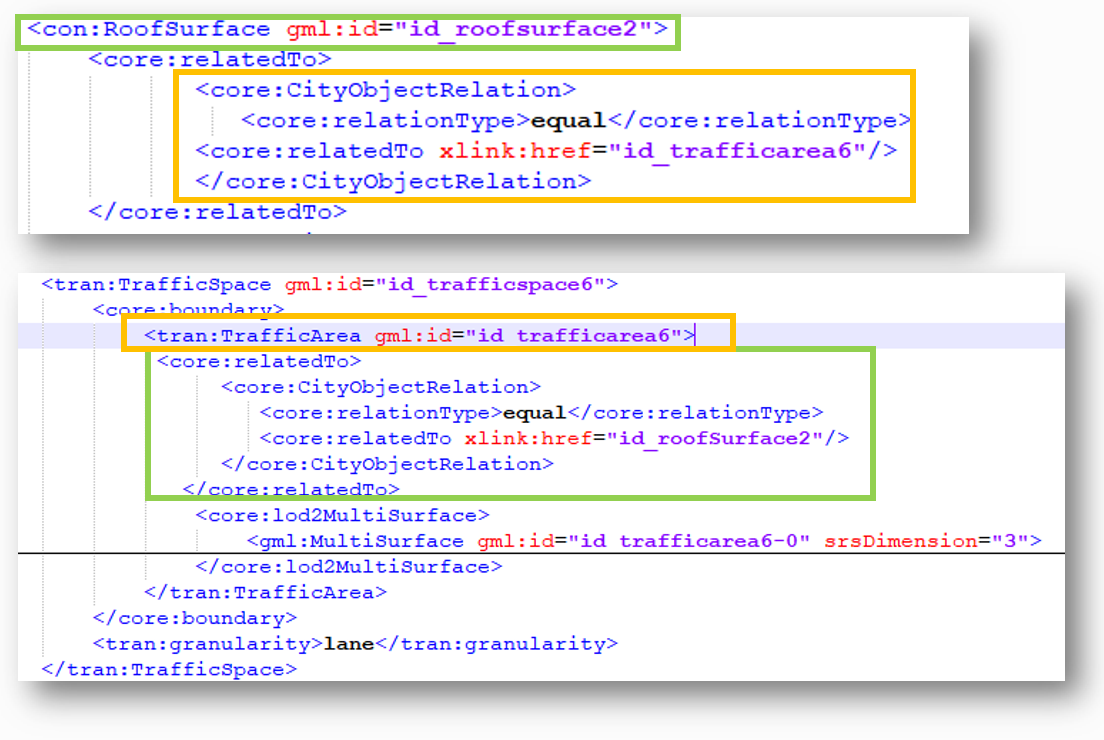 <con:RoofSurface gml:id="id_roofsurface2">
<core:relatedTo>
<core:CityObjectRelation>
<core:relationType>equal</core:relationType>
<core:relatedTo xlink:href="id_trafficarea6"/>
</core:CityObjectRelation>
</core:relatedTo>
<tran:TrafficSpace gml:id="id_trafficspace6">
<core:boundary>
<tran:TrafficArea gml:id="id_trafficarea6">
<core:relatedTo>
<core:CityObjectRelation>
<core:relationType>equal</core:relationType>
<core:relatedTo xlink:href="id_roofSurface2"/>
</core:CityObjectRelation>
</core:relatedTo>
<core:lod2MultiSurface>
<gml:MultiSurface gml:id="id_trafficarea6-0" srsDimension="3">
</core:lod2MultiSurface>
</tran:TrafficArea>
</core:boundary>
<tran:granularity>lane</tran:granularity>
</tran:TrafficSpace>